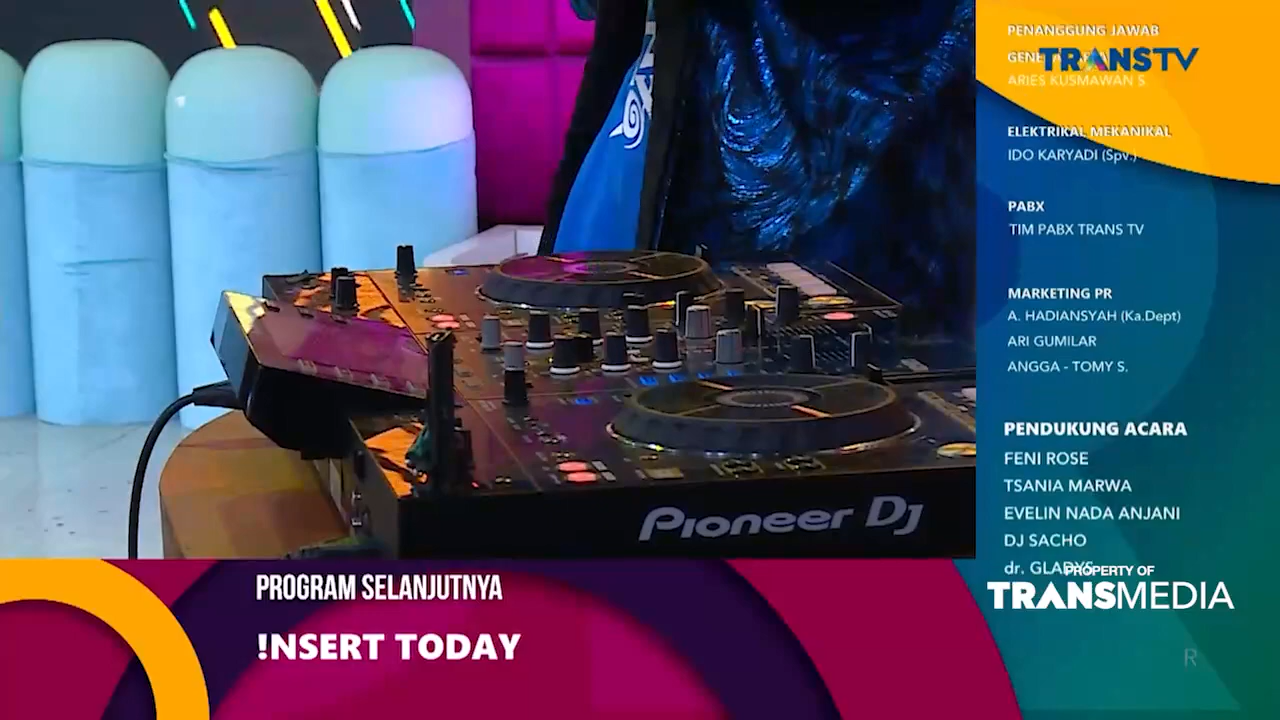 PENANGGUNG JAWAB
TRANSTV
ARIES KUSMAWAN S.
ELEKTRIKAL MEKANIKAL
IDO KARYADI (Spv.)
PABX
TIM PABX TRANS TV
MARKETING PR
A. HADIANSYAH (Ka.Dept)
ARI GUMILAR
ANGGA - TOMY S.
PENDUKUNG ACARA
FENI ROSE
TSANIA MARWA
EVELIN NADA ANJANI
DJ SACHO
dr. GLADYS
PROPERTY OF
TRANSMEDIA
R
Pioneer Dj
PROGRAM SELANJUTNYA
!NSERT TODAY